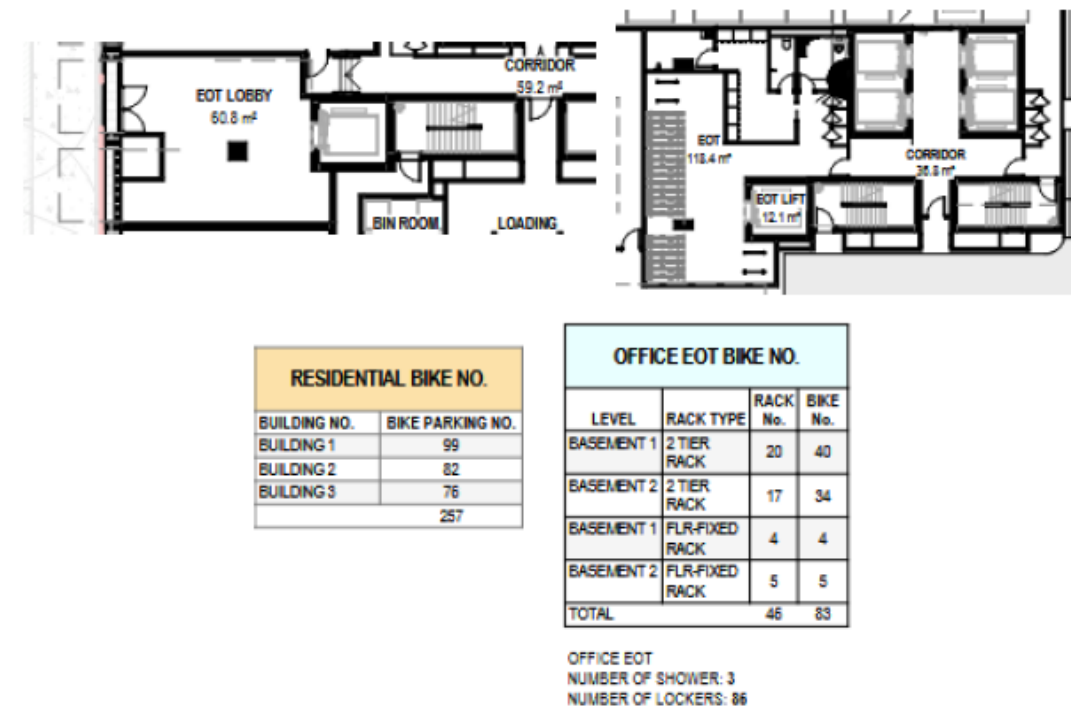 EOT LOBBY
60.8 m²
CORRIDOR
59.2 m²
BIN ROOM
LOADING
EOT
118.4 m²
CORRIDOR
36.8 m²
EOT LIFT
12.1 m²
RESIDENTIAL BIKE NO.
BUILDING NO. BIKE PARKING NO.
BUILDING 1 99
BUILDING 2 82
BUILDING 3 76
257
OFFICE EOT BIKE NO.
LEVEL RACK TYPE RACK No. BIKE No.
BASEMENT 1 2 TIER RACK 20 40
BASEMENT 2 2 TIER RACK 17 34
BASEMENT 1 FLR-FIXED RACK 4 4
BASEMENT 2 FLR-FIXED RACK 5 5
TOTAL 46 83
OFFICE EOT
NUMBER OF SHOWER: 3
NUMBER OF LOCKERS: 86